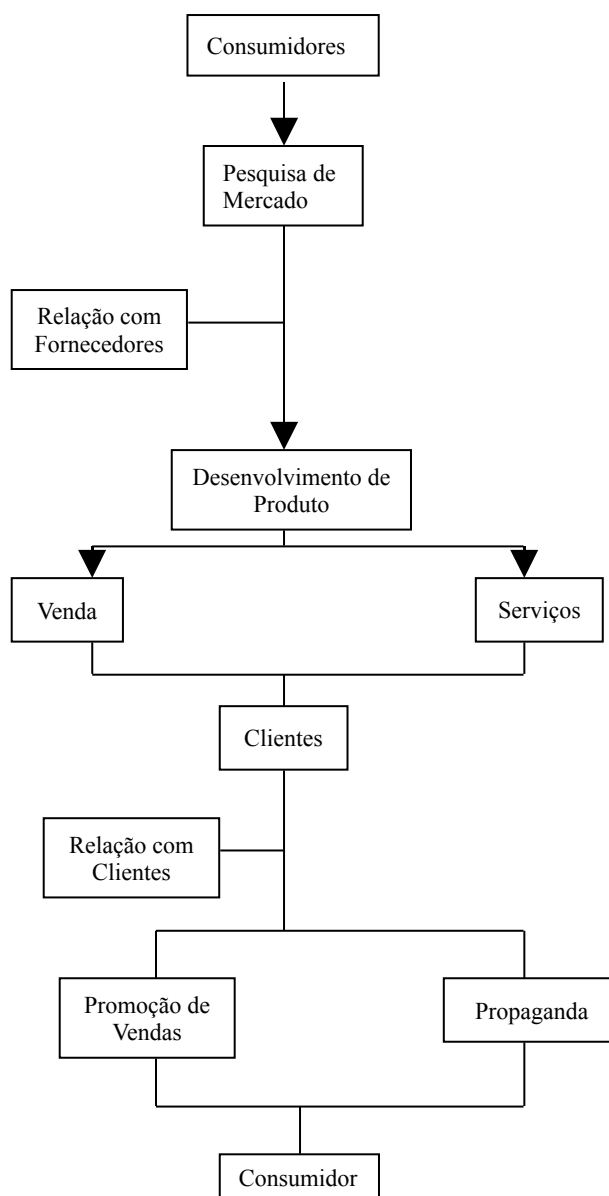 Consumidores
Pesquisa de
Mercado
Relação com
Fornecedores
Desenvolvimento de
Produto
Venda
Serviços
Clientes
Relação com
Clientes
Promoção de
Vendas
Propaganda
Consumidor